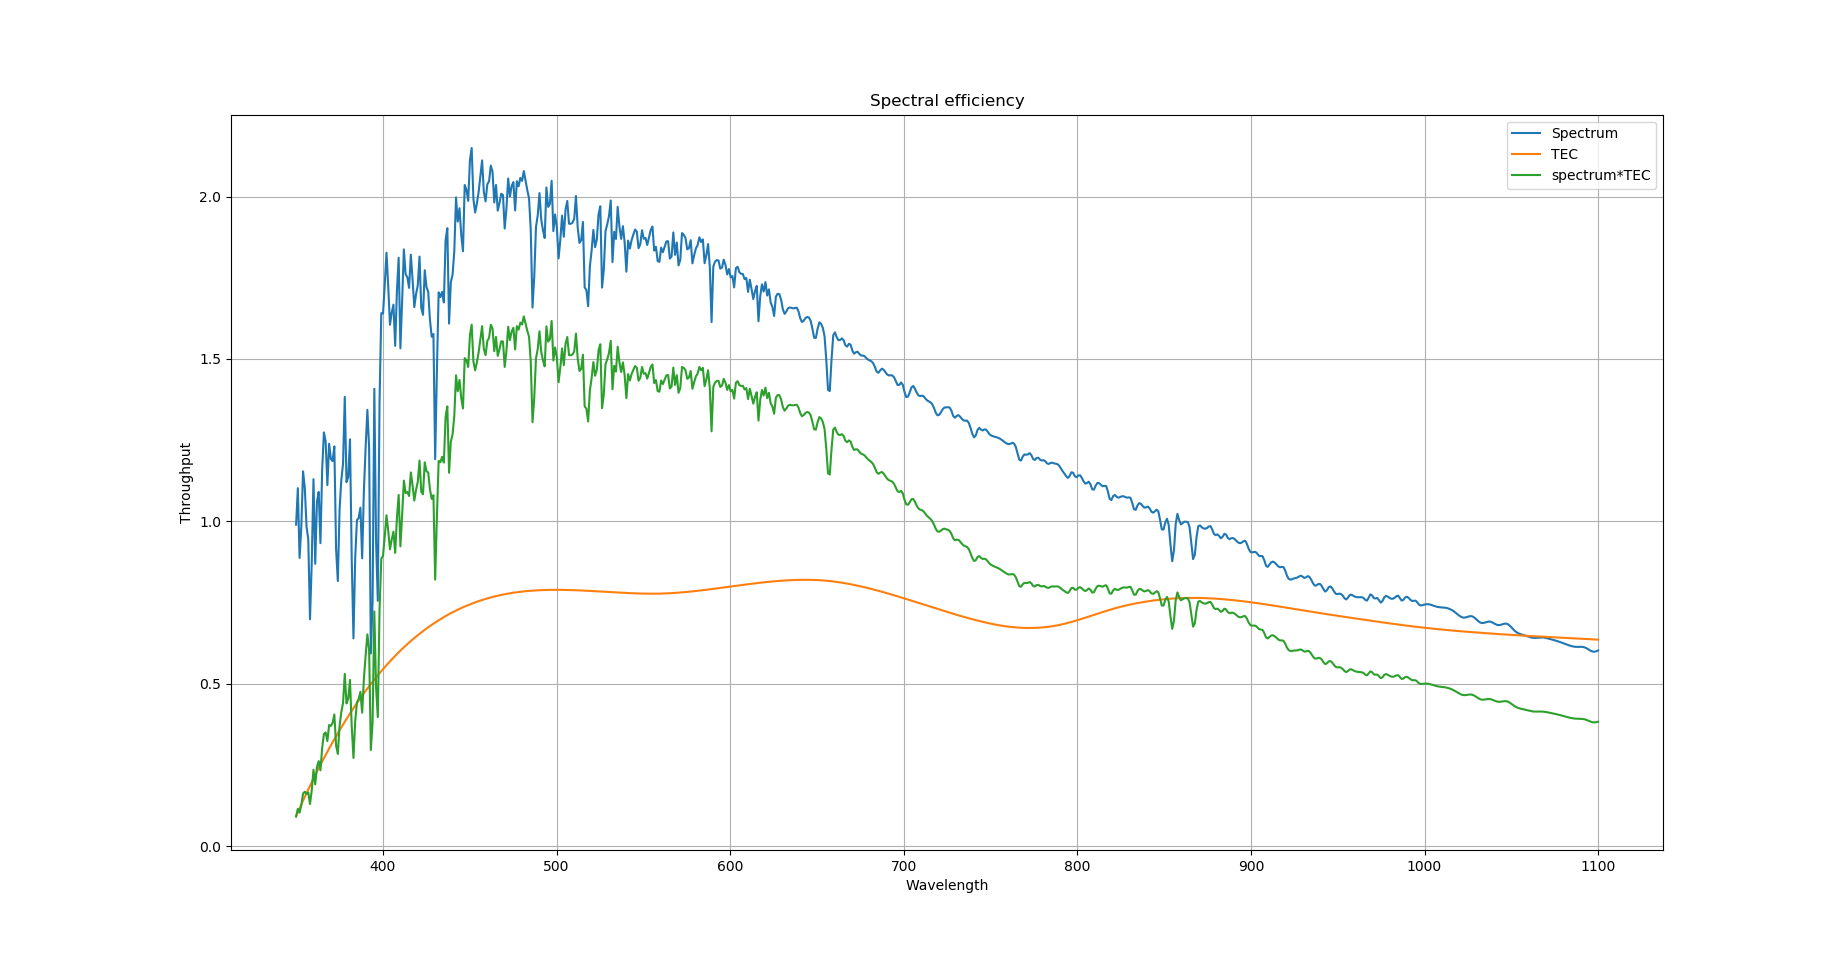 Spectral efficiency
Spectrum
TEC
spectrum*TEC
2.0
1.5
1.0
0.5
0.0
Throughput
400 500 600 700 800 900 1000 1100
Wavelength